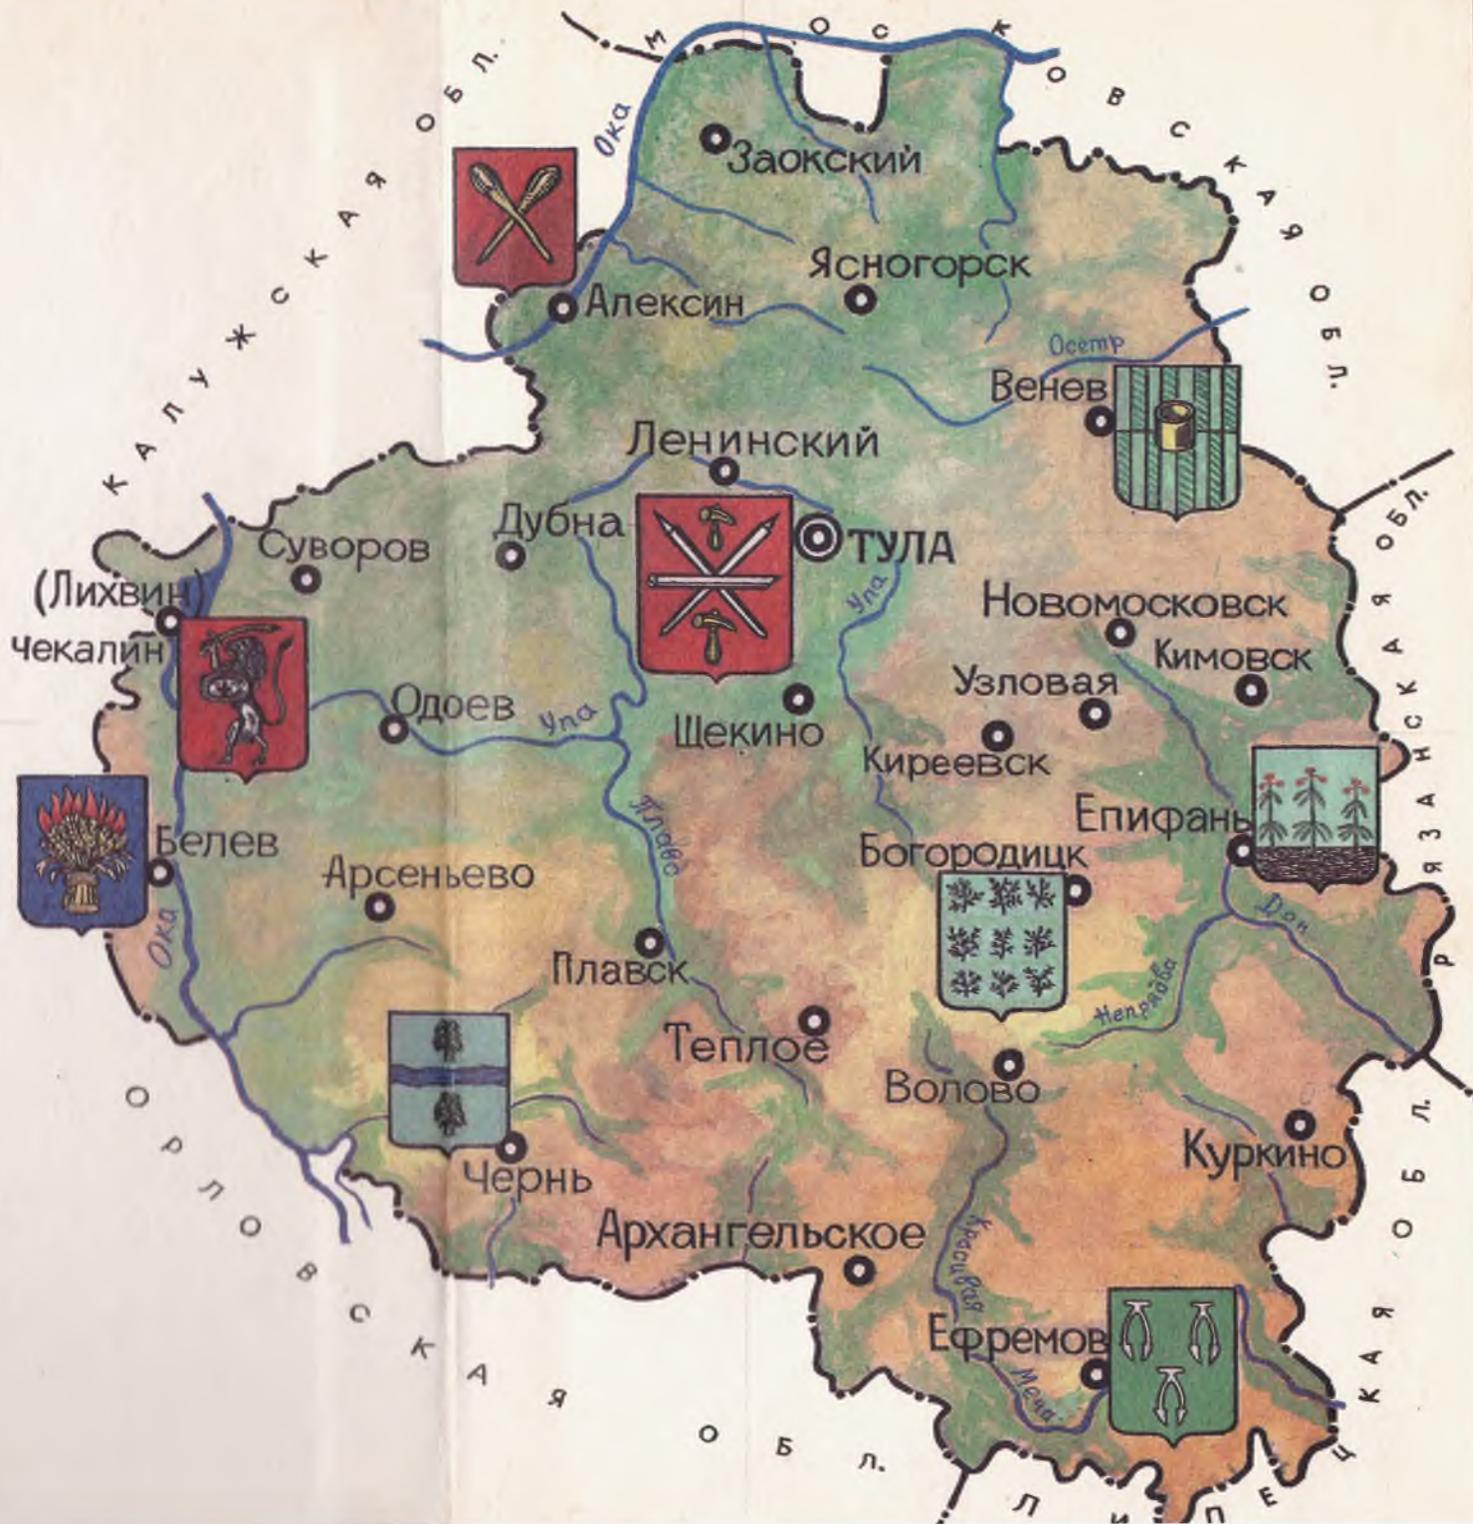 МОСКОВСКАЯ ОБЛ.
КАЛУЖСКАЯ ОБЛ.
Ока
Заокский
Ясногорск
Алексин
Осетр
Венев
Ленинский
Дубна
ТУЛА
Суворов
(Лихвин)
Чекалин
Упа
Новомосковск
Кимовск
Узловая
Одоев
Упа
Щекино
Киреевск
РЯЗАНСКАЯ ОБЛ.
Плава
Епифань
Белев
Богородицк
Арсеньево
Ока
Дон
Плавск
Непрядва
Теплое
Волово
Куркино
Чернь
Архангельское
Красивая
Ефремов
Меча
ОРЛОВСКАЯ ОБЛ.
ЛИПЕЦКАЯ ОБЛ.